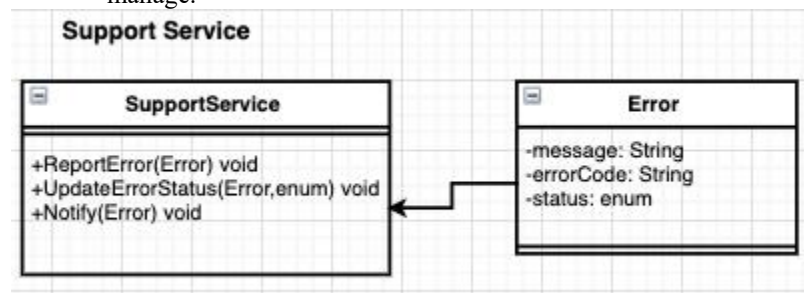 manage.
Support Service
SupportService
+ReportError(Error) void
+UpdateErrorStatus(Error,enum) void
+Notify(Error) void
Error
-message: String
-errorCode: String
-status: enum